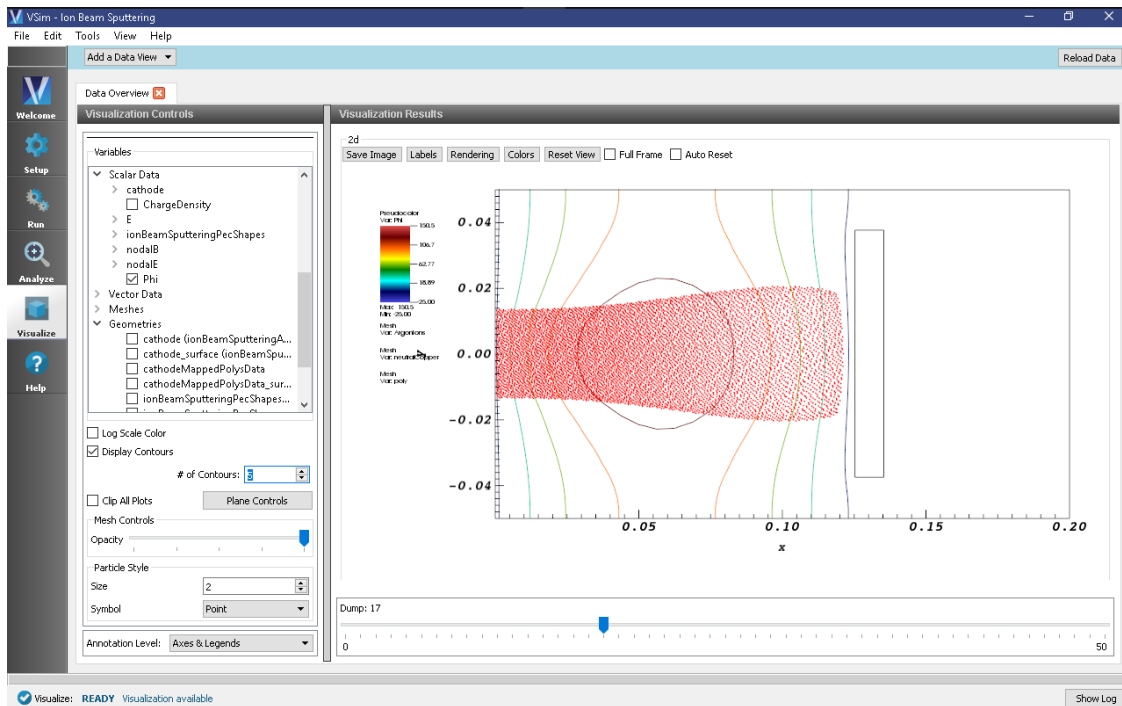 VSim - Ion Beam Sputtering
File Edit Tools View Help
Add a Data View
Reload Data
Welcome
Setup
Run
Analyze
Visualize
Help
Data Overview
Visualization Controls
Variables
Scalar Data
cathode
ChargeDensity
E
ionBeamSputteringPecShapes
nodalB
nodalE
Phi
Vector Data
Meshes
Geometries
cathode (ionBeamSputteringA...
cathode_surface (ionBeamSpu...
cathodeMappedPolysData
cathodeMappedPolysData_sur...
ionBeamSputteringPecShapes...
Log Scale Color
Display Contours
# of Contours: 5
Clip All Plots
Plane Controls
Mesh Controls
Opacity
Particle Style
Size 2
Symbol Point
Annotation Level: Axes & Legends
Visualization Results
2d
Save Image Labels Rendering Colors Reset View Full Frame Auto Reset
Pseudocolor
Var: Phi
150.5
106.7
62.77
18.89
-25.00
Max: 150.5
Min: -25.00
Mesh
Var: ArgonIons
Mesh
Var: neutralCopper
Mesh
Var: poly
0.04
0.02
0.00
-0.02
-0.04
y
0.05 0.10 0.15 0.20
x
Dump: 17
0 50
Visualize: READY Visualization available
Show Log